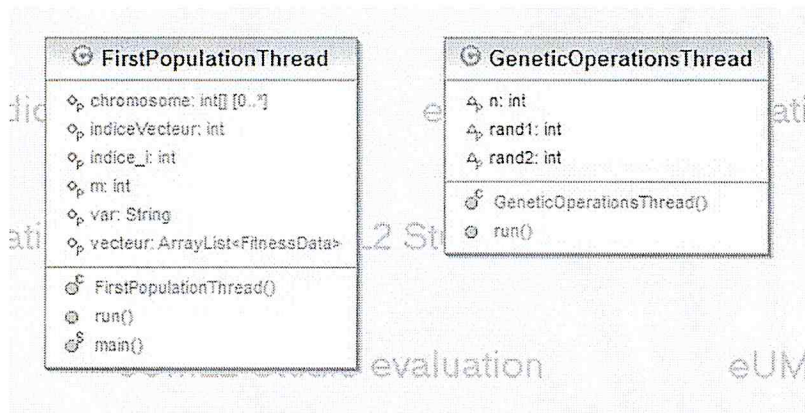 FirstPopulationThread
chromosome: int[] [0..*]
indiceVecteur: int
indice_i: int
m: int
var: String
vecteur: ArrayList<FitnessData>
FirstPopulationThread()
run()
main()
GeneticOperationsThread
n: int
rand1: int
rand2: int
GeneticOperationsThread()
run()
evaluation
eUM